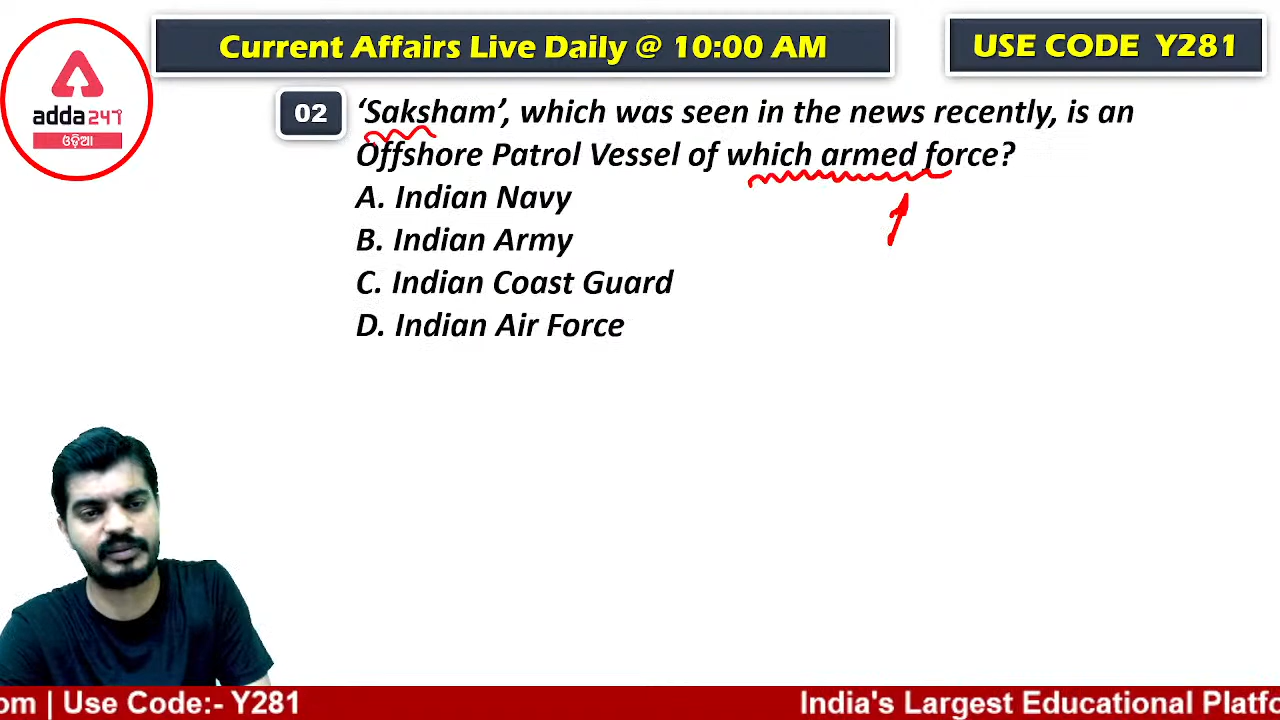 Current Affairs Live Daily @ 10:00 AM
USE CODE Y281
adda247
ଓଡ଼ିଆ
02
‘Saksham’, which was seen in the news recently, is an
Offshore Patrol Vessel of which armed force?
A. Indian Navy
B. Indian Army
C. Indian Coast Guard
D. Indian Air Force
om | Use Code:- Y281
India's Largest Educational Platfo